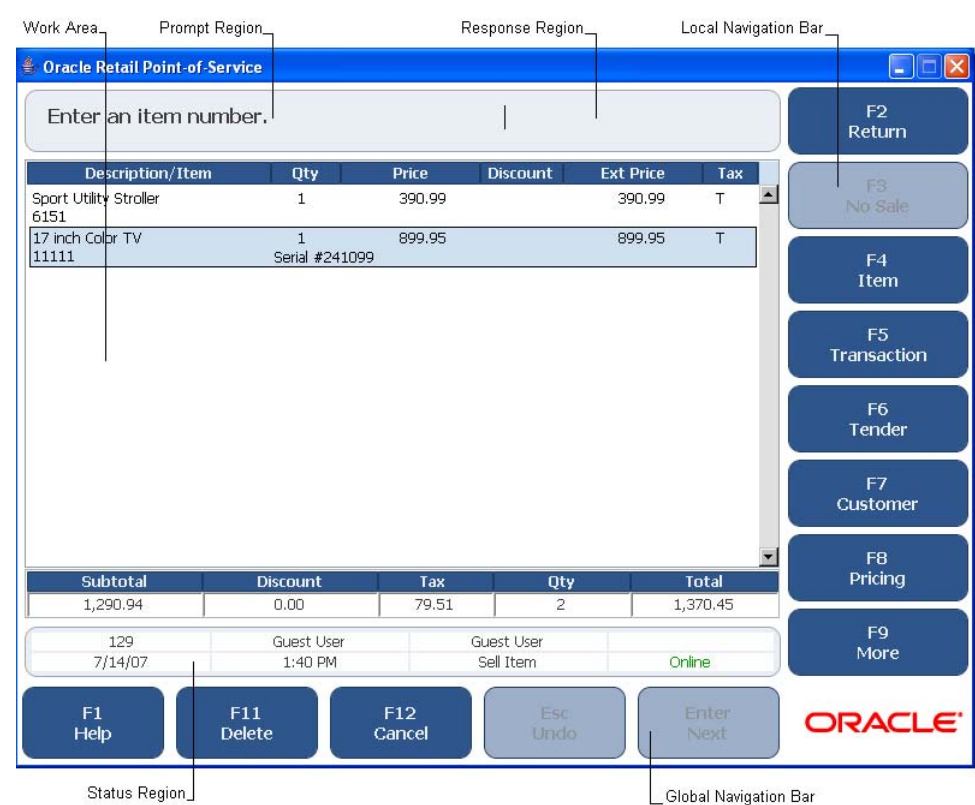 Work Area Prompt Region Response Region Local Navigation Bar
Oracle Retail Point-of-Service
Enter an item number.
F2
Return
Description/Item Qty Price Discount Ext Price Tax
Sport Utility Stroller 1 390.99 390.99 T
6151
F3
No Sale
17 inch Color TV 1 899.95 899.95 T
11111 Serial #241099
F4
Item
F5
Transaction
F6
Tender
F7
Customer
F8
Pricing
Subtotal Discount Tax Qty Total
1,290.94 0.00 79.51 2 1,370.45
129 Guest User Guest User
7/14/07 1:40 PM Sell Item Online
F9
More
F1
Help
F11
Delete
F12
Cancel
Esc
Undo
Enter
Next
ORACLE
Status Region Global Navigation Bar